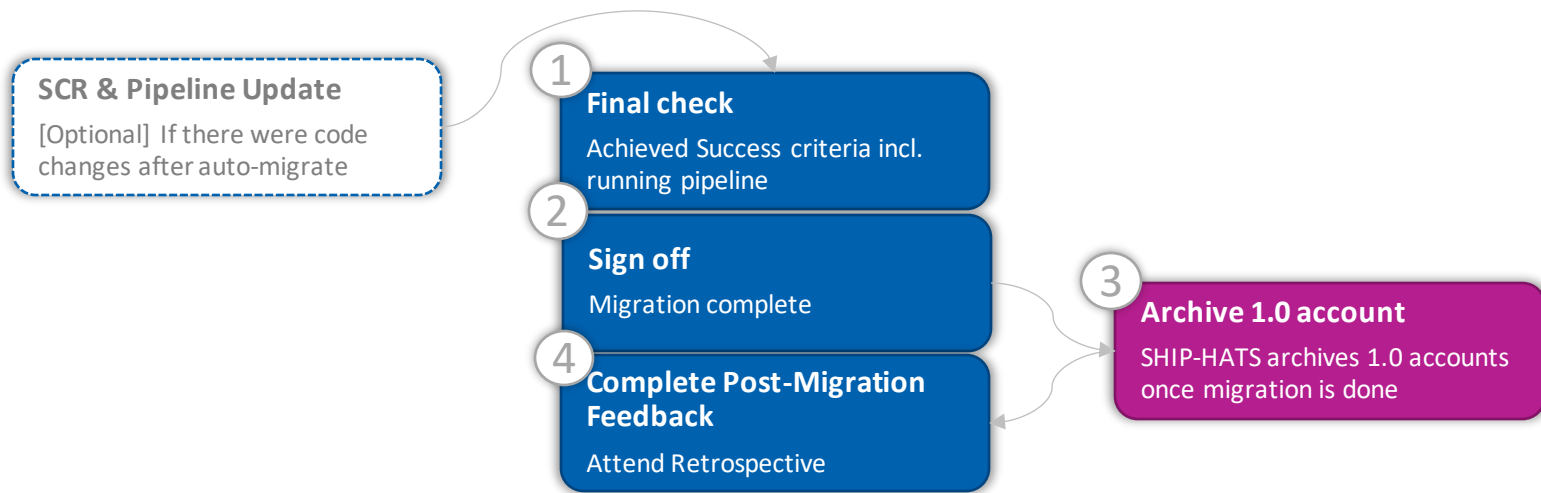 SCR & Pipeline Update
[Optional] If there were code
changes after auto-migrate
1
Final check
Achieved Success criteria incl.
running pipeline
2
Sign off
Migration complete
3
Archive 1.0 account
SHIP-HATS archives 1.0 accounts
once migration is done
4
Complete Post-Migration
Feedback
Attend Retrospective